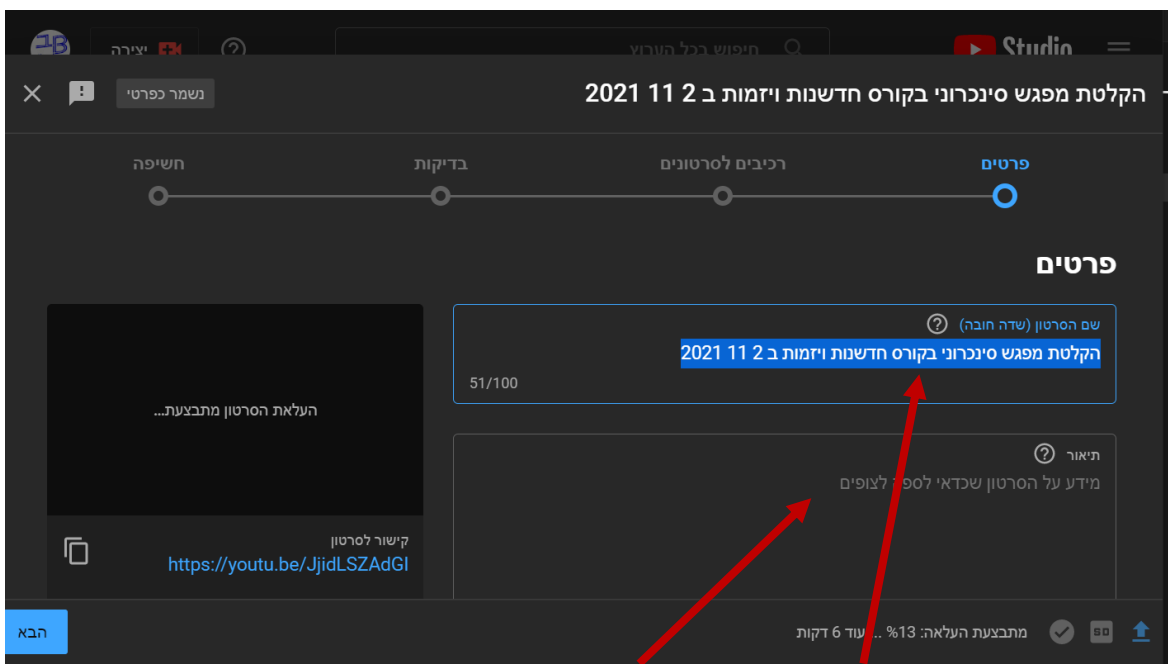 Studio
חיפוש בכל הערוץ
יצירה
הקלטת מפגש סינכרוני בקורס חדשנות ויזמות ב 2 11 2021
נשמר כפרטי
פרטים
רכיבים לסרטונים
בדיקות
חשיפה
פרטים
שם הסרטון (שדה חובה)
הקלטת מפגש סינכרוני בקורס חדשנות ויזמות ב 2 11 2021
51/100
העלאת הסרטון מתבצעת...
תיאור
מידע על הסרטון שכדאי לספר לצופים
קישור לסרטון
https://youtu.be/JjidLSZAdGI
SD
מתבצעת העלאה: 13% ... עוד 6 דקות
הבא